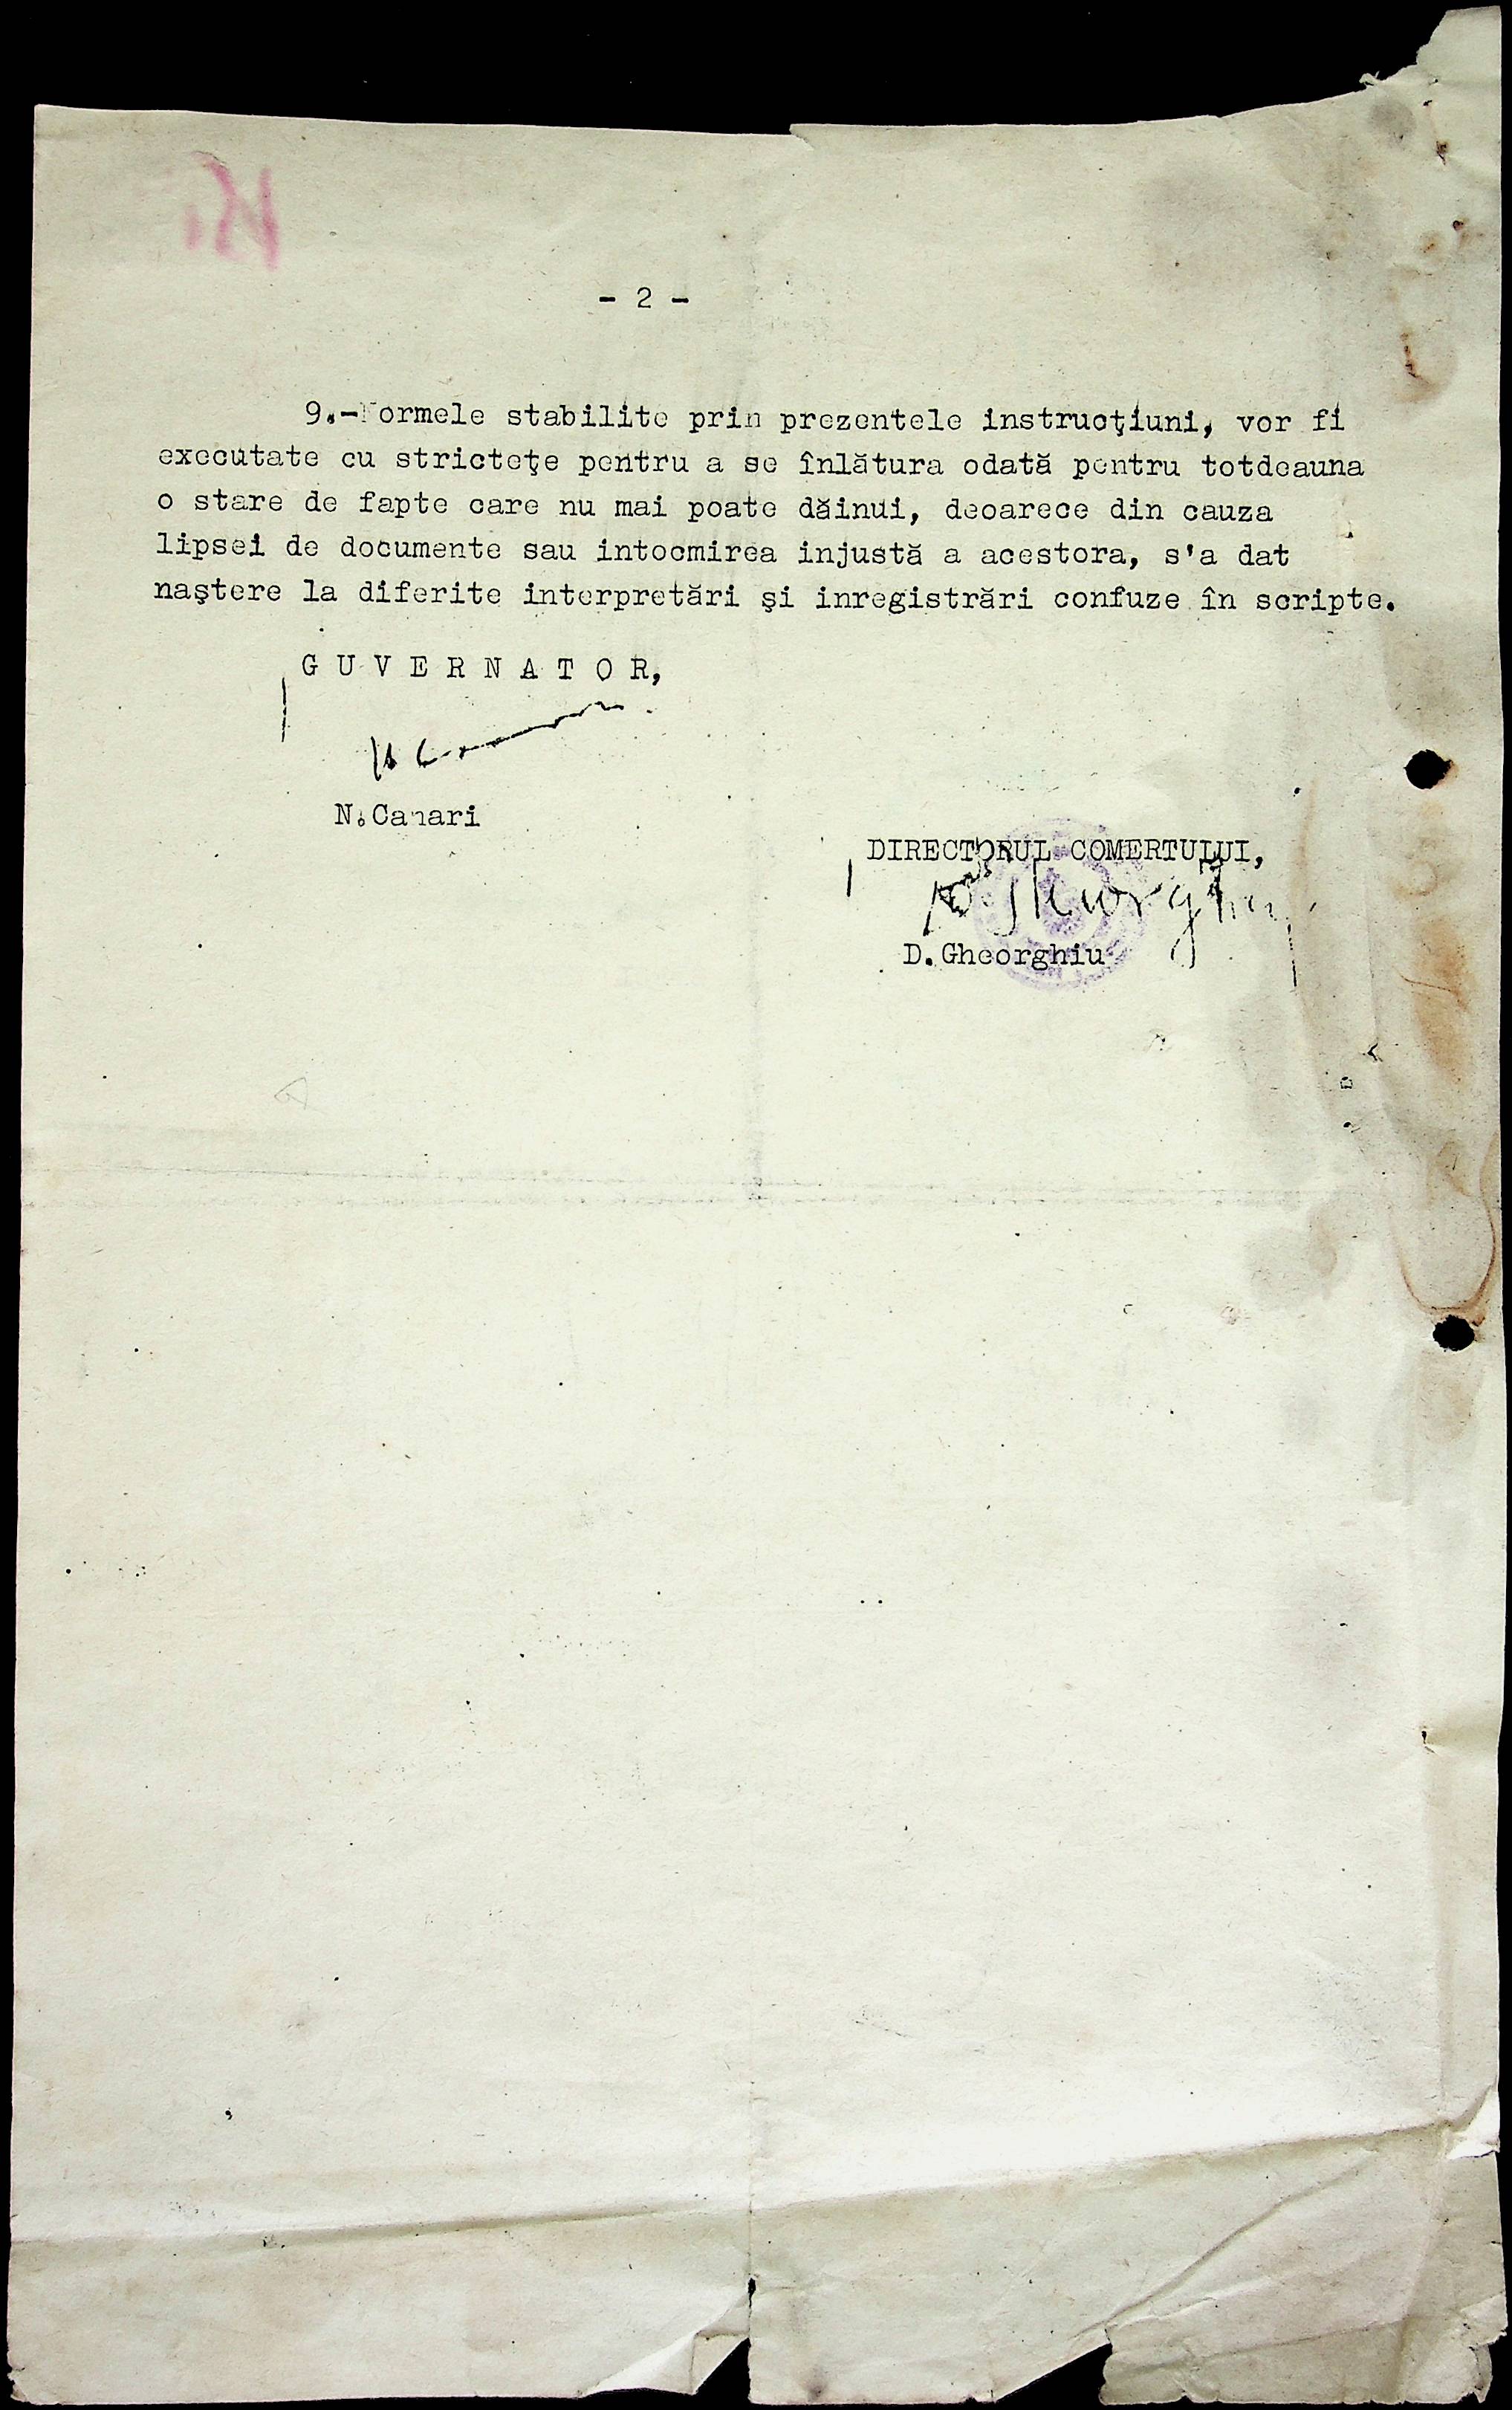 - 2 -
9.-Formele stabilite prin prezentele instrucţiuni, vor fi
executate cu stricteţe pentru a se înlătura odată pentru totdeauna
o stare de fapte care nu mai poate dăinui, deoarece din cauza
lipsei de documente sau intocmirea injustă a acestora, s'a dat
naştere la diferite interpretări şi inregistrări confuze în scripte.
G U V E R N A T O R,
N.Canari
DIRECTORUL COMERTULUI,
D. Gheorghiu
D.Gheorghiu